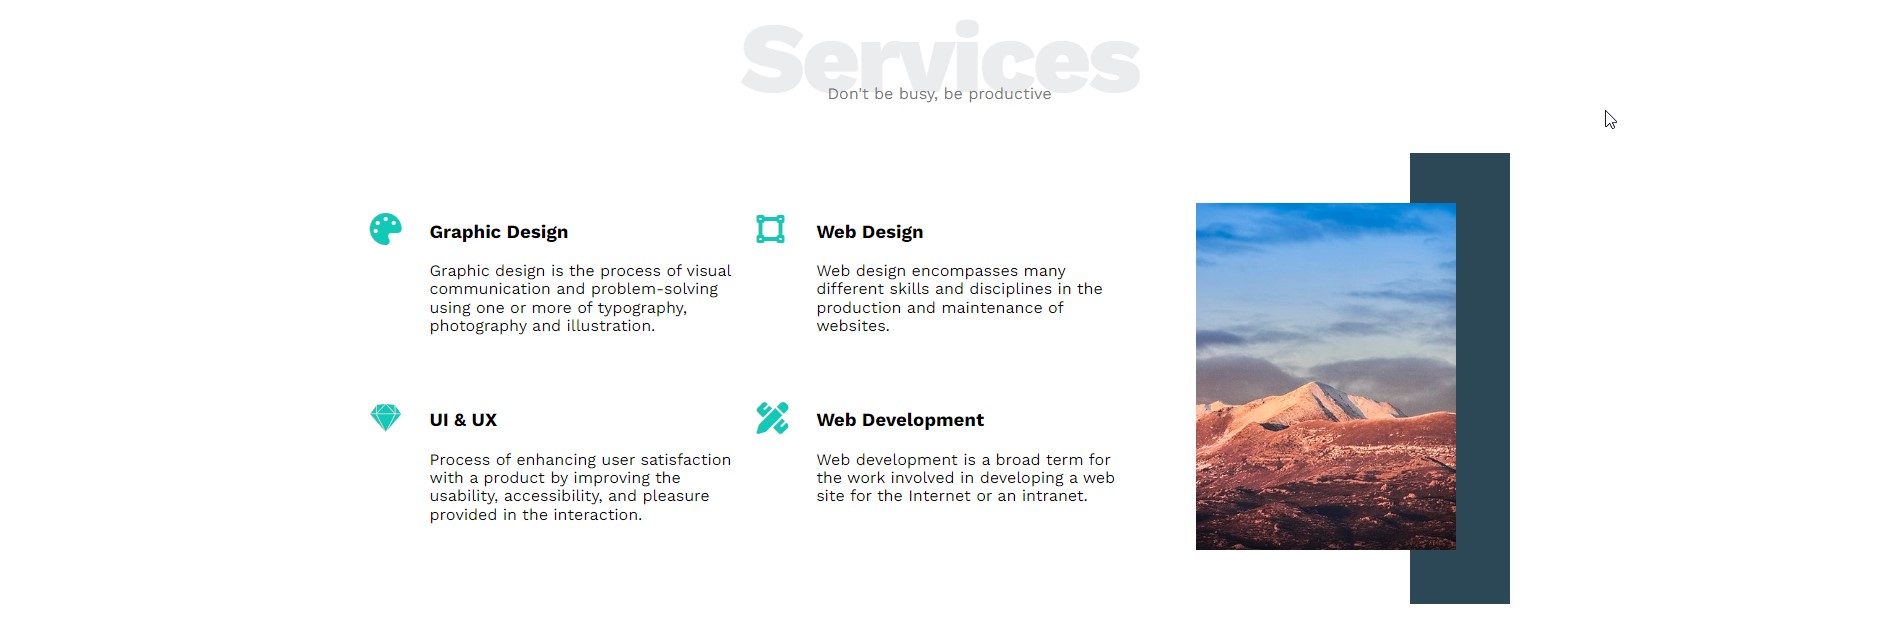 Services
Don't be busy, be productive
Graphic Design
Graphic design is the process of visual
communication and problem-solving
using one or more of typography,
photography and illustration.
Web Design
Web design encompasses many
different skills and disciplines in the
production and maintenance of
websites.
UI & UX
Process of enhancing user satisfaction
with a product by improving the
usability, accessibility, and pleasure
provided in the interaction.
Web Development
Web development is a broad term for
the work involved in developing a web
site for the Internet or an intranet.